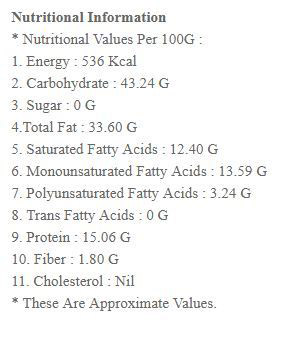 Nutritional Information
* Nutritional Values Per 100G :
1. Energy : 536 Kcal
2. Carbohydrate : 43.24 G
3. Sugar : 0 G
4.Total Fat : 33.60 G
5. Saturated Fatty Acids : 12.40 G
6. Monounsaturated Fatty Acids : 13.59 G
7. Polyunsaturated Fatty Acids : 3.24 G
8. Trans Fatty Acids : 0 G
9. Protein : 15.06 G
10. Fiber : 1.80 G
11. Cholesterol : Nil
* These Are Approximate Values.